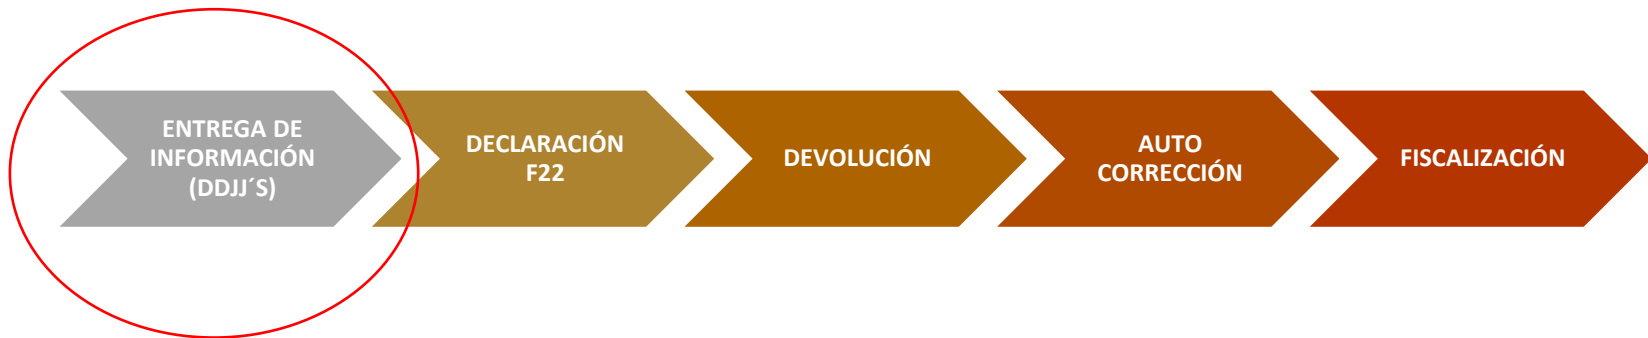 ENTREGA DE
INFORMACIÓN
(DDJJ´S)
DECLARACIÓN
F22
DEVOLUCIÓN
AUTO
CORRECCIÓN
FISCALIZACIÓN